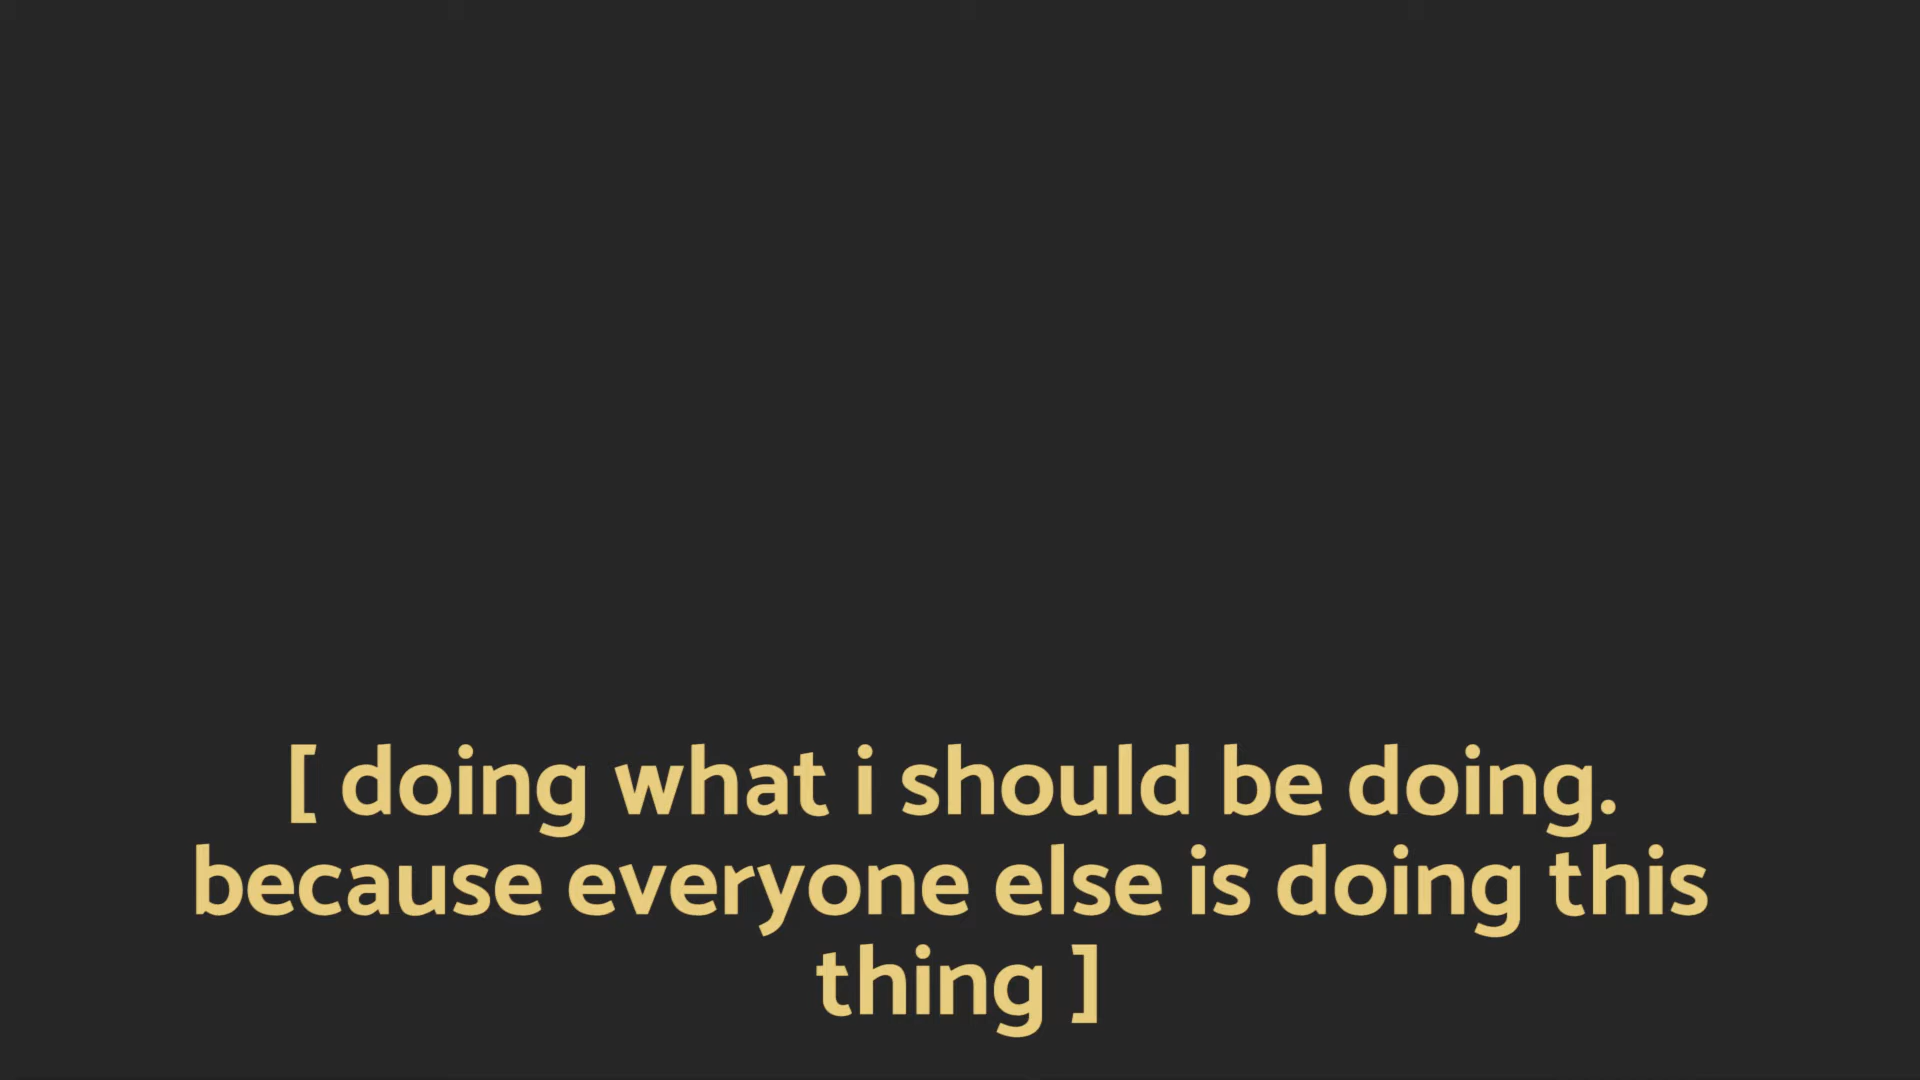 [ doing what i should be doing.
because everyone else is doing this
thing ]